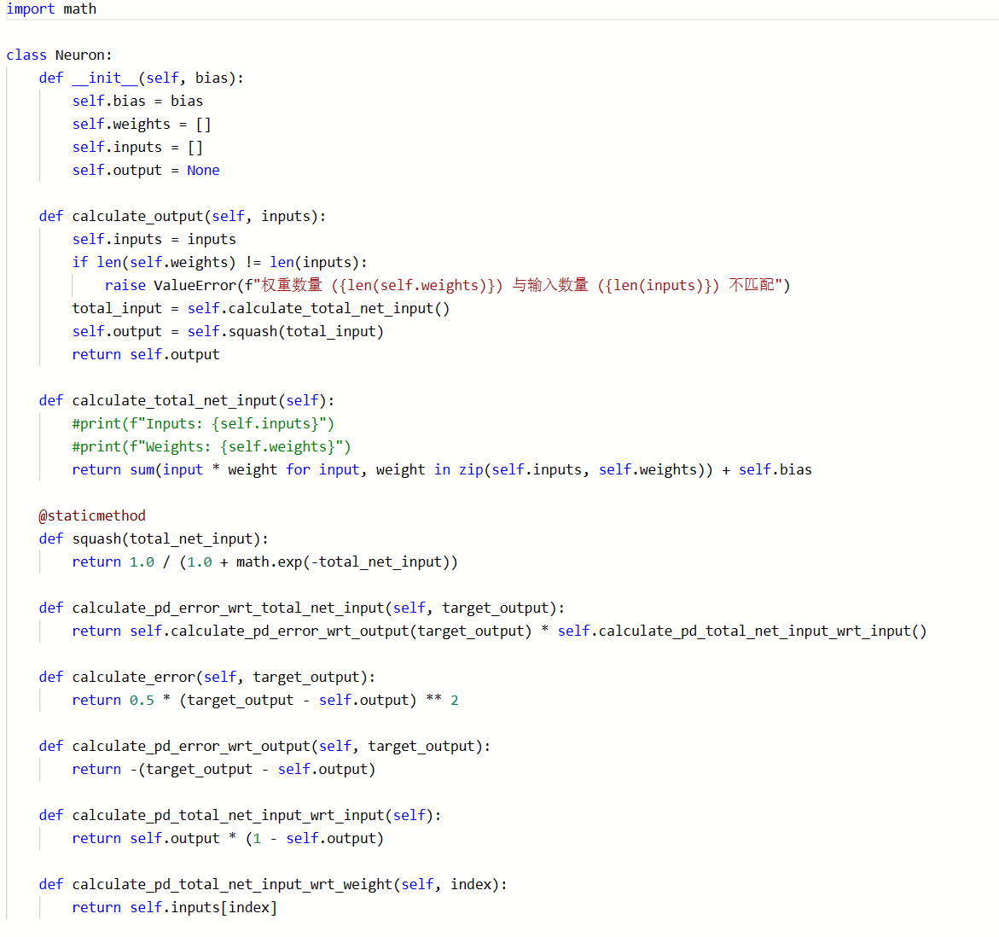 import math
class Neuron:
    def __init__(self, bias):
        self.bias = bias
        self.weights = []
        self.inputs = []
        self.output = None
    def calculate_output(self, inputs):
        self.inputs = inputs
        if len(self.weights) != len(inputs):
            raise ValueError(f"权重数量 ({len(self.weights)}) 与输入数量 ({len(inputs)}) 不匹配")
        total_input = self.calculate_total_net_input()
        self.output = self.squash(total_input)
        return self.output
    def calculate_total_net_input(self):
        #print(f"Inputs: {self.inputs}")
        #print(f"Weights: {self.weights}")
        return sum(input * weight for input, weight in zip(self.inputs, self.weights)) + self.bias
    @staticmethod
    def squash(total_net_input):
        return 1.0 / (1.0 + math.exp(-total_net_input))
    def calculate_pd_error_wrt_total_net_input(self, target_output):
        return self.calculate_pd_error_wrt_output(target_output) * self.calculate_pd_total_net_input_wrt_input()
    def calculate_error(self, target_output):
        return 0.5 * (target_output - self.output) ** 2
    def calculate_pd_error_wrt_output(self, target_output):
        return -(target_output - self.output)
    def calculate_pd_total_net_input_wrt_input(self):
        return self.output * (1 - self.output)
    def calculate_pd_total_net_input_wrt_weight(self, index):
        return self.inputs[index]